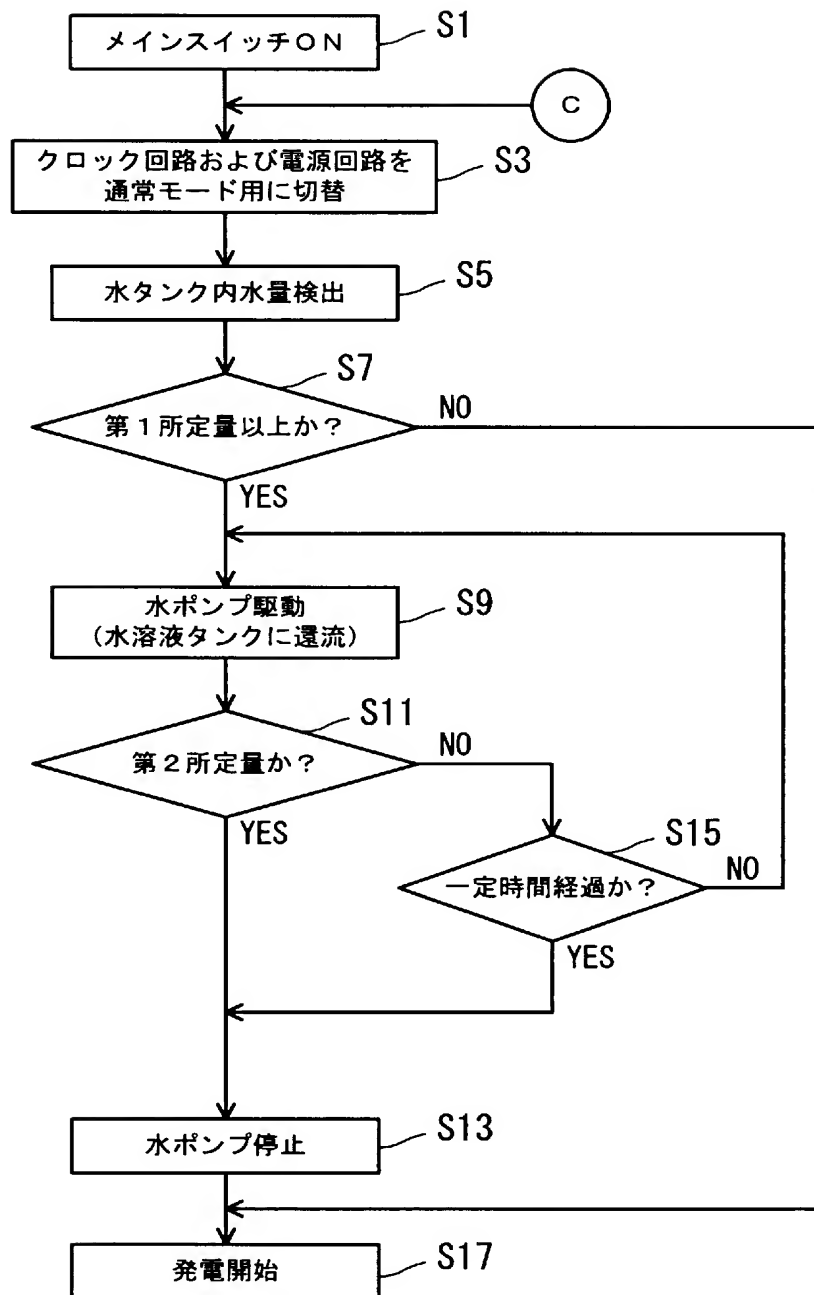 メインスイッチON
S1
C
クロック回路および電源回路を
通常モード用に切替
S3
水タンク内水量検出
S5
S7
第1所定量以上か?
NO
YES
水ポンプ駆動
(水溶液タンクに還流)
S9
S11
第2所定量か?
NO
YES
S15
一定時間経過か?
NO
YES
水ポンプ停止
S13
発電開始
S17